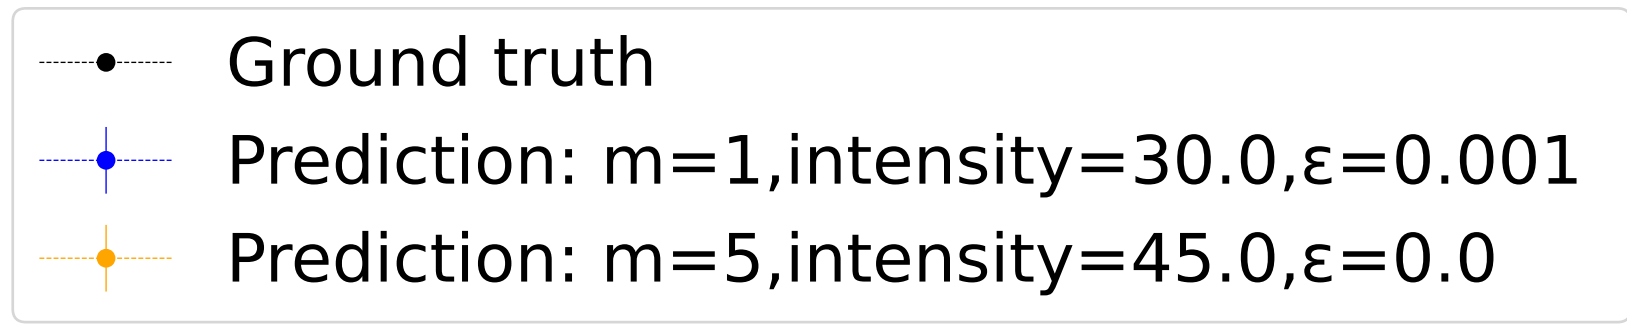 Ground truth
Prediction: m=1,intensity=30.0,ε=0.001
Prediction: m=5,intensity=45.0,ε=0.0